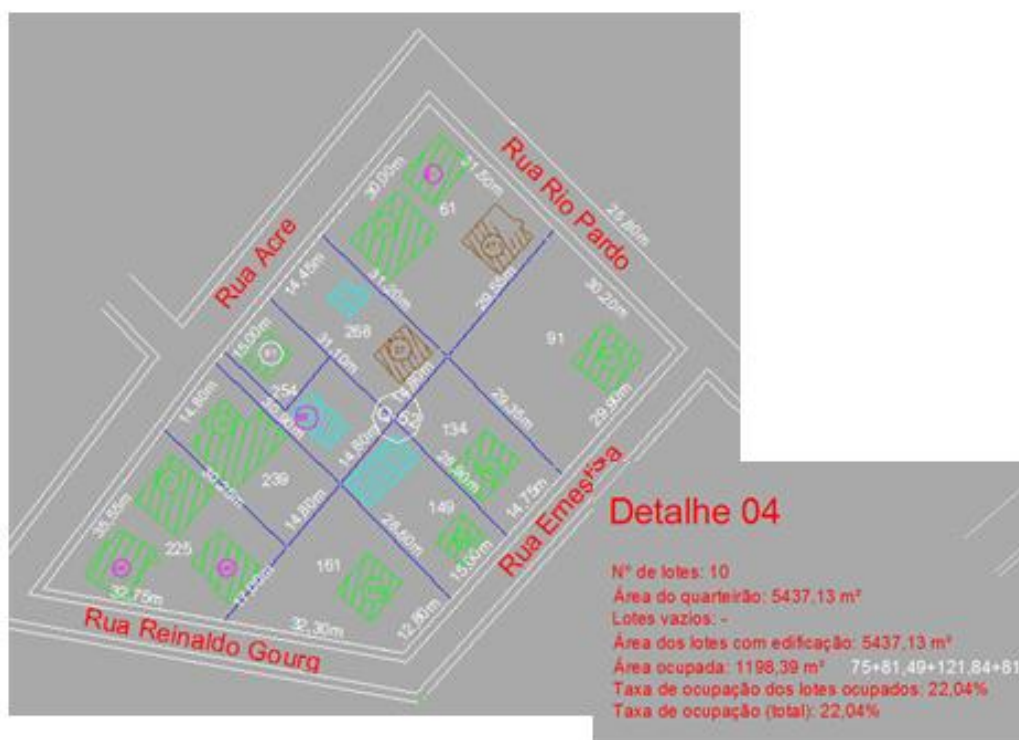 Rua Rio Pardo
25,80m
31,50m
30,00m
61
Rua Acre
14,45m
31,20m
29,55m
30,20m
91
268
15,00m
31,10m
254
29,35m
29,90m
14,80m
134
14,80m
239
149
14,75m
14,80m
28,60m
15,00m
35,55m
225
161
Rua Ernestina
32,75m
32,30m
12,80m
Rua Reinaldo Gourg
Detalhe 04
N° de lotes: 10
Área do quarteirão: 5437,13 m²
Lotes vazios: -
Área dos lotes com edificação: 5437,13 m²
Área ocupada: 1198,39 m² 75+81,49+121,84+81
Taxa de ocupação dos lotes ocupados: 22,04%
Taxa de ocupação (total): 22,04%